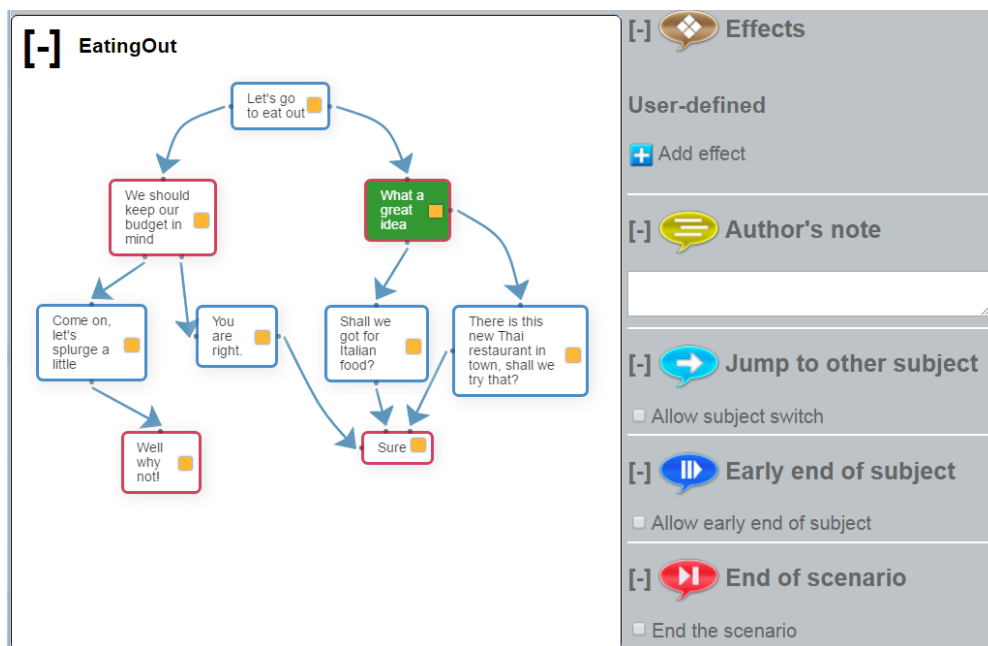 [-] EatingOut
Let's go
to eat out
We should
keep our
budget in
mind
What a
great
idea
Come on,
let's
splurge a
little
You
are
right.
Shall we
got for
Italian
food?
There is this
new Thai
restaurant in
town, shall we
try that?
Well
why
not!
Sure
[-] Effects
User-defined
Add effect
[-] Author's note
[-] Jump to other subject
Allow subject switch
[-] Early end of subject
Allow early end of subject
[-] End of scenario
End the scenario